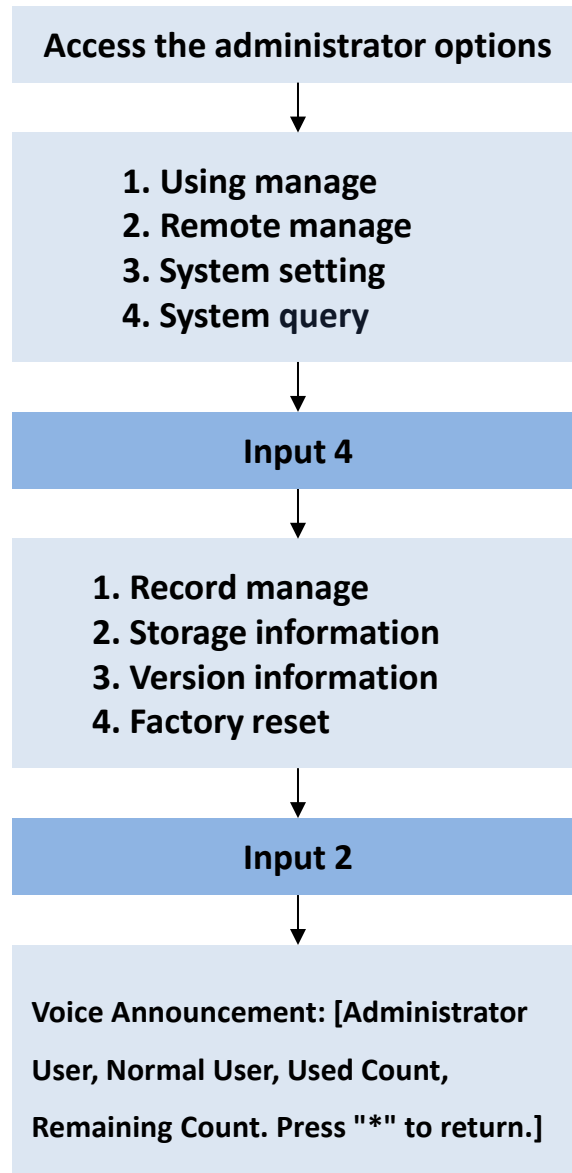 Access the administrator options
1. Using manage
2. Remote manage
3. System setting
4. System query
Input 4
1. Record manage
2. Storage information
3. Version information
4. Factory reset
Input 2
Voice Announcement: [Administrator
User, Normal User, Used Count,
Remaining Count. Press "*" to return.]